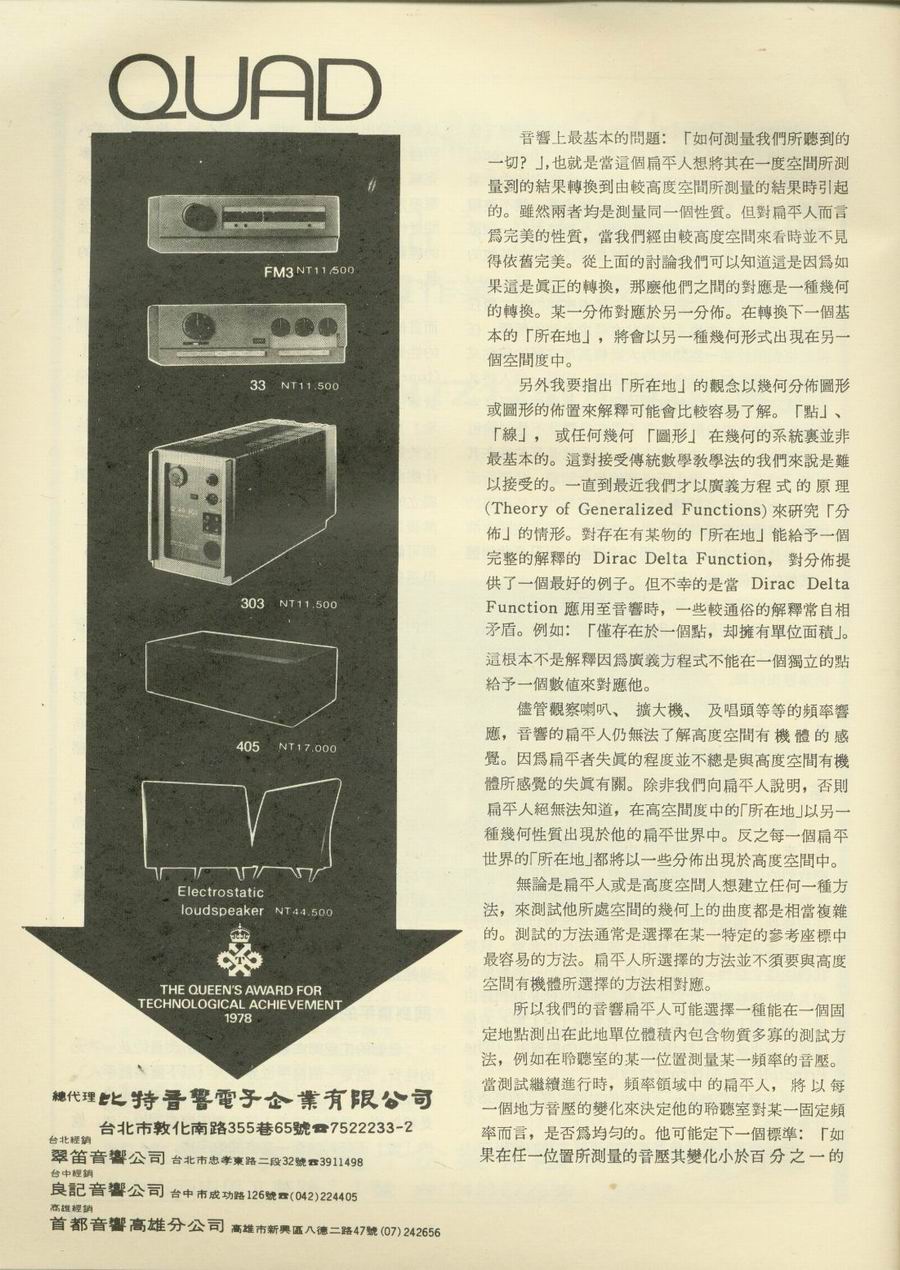 QUAD
FM3 NT11,500
33 NT11.500
303 NT11.500
405 NT17.000
Electrostatic
loudspeaker NT44.500
THE QUEEN'S AWARD FOR
TECHNOLOGICAL ACHIEVEMENT
1978
總代理比特音響電子企業有限公司
台北市敦化南路355巷65號☎7522233-2
台北經銷
翠笛音響公司 台北市忠孝東路二段32號☎3911498
台中經銷
良記音響公司 台中市成功路126號☎(042)224405
高雄經銷
首都音響高雄分公司 高雄市新興區八德二路47號(07)242656
音響上最基本的問題：「如何測量我們所聽到的
一切？」,也就是當這個扁平人想將其在一度空間所測
量到的結果轉換到由較高度空間所測量的結果時引起
的。雖然兩者均是測量同一個性質。但對扁平人而言
爲完美的性質，當我們經由較高度空間來看時並不見
得依舊完美。從上面的討論我們可以知道這是因爲如
果這是眞正的轉換，那麼他們之間的對應是一種幾何
的轉換。某一分佈對應於另一分佈。在轉換下一個基
本的「所在地」，將會以另一種幾何形式出現在另一
個空間度中。
另外我要指出「所在地」的觀念以幾何分佈圖形
或圖形的佈置來解釋可能會比較容易了解。「點」、
「線」， 或任何幾何 「圖形」 在幾何的系統裏並非
最基本的。這對接受傳統數學敎學法的我們來說是難
以接受的。一直到最近我們才以廣義方程式的原理
(Theory of Generalized Functions) 來硏究「分
佈」的情形。對存在有某物的「所在地」能給予一個
完整的解釋的 Dirac Delta Function， 對分佈提
供了一個最好的例子。但不幸的是當 Dirac Delta
Function 應用至音響時，一些較通俗的解釋常自相
矛盾。例如：「僅存在於一個點，却擁有單位面積」。
這根本不是解釋因爲廣義方程式不能在一個獨立的點
給予一個數值來對應他。
儘管觀察喇叭、 擴大機、 及唱頭等等的頻率響
應，音響的扁平人仍無法了解高度空間有機體的感
覺。因爲扁平者失眞的程度並不總是與高度空間有機
體所感覺的失眞有關。除非我們向扁平人說明，否則
扁平人絕無法知道，在高空間度中的「所在地」以另一
種幾何性質出現於他的扁平世界中。反之每一個扁平
世界的「所在地」都將以一些分佈出現於高度空間中。
無論是扁平人或是高度空間人想建立任何一種方
法，來測試他所處空間的幾何上的曲度都是相當複雜
的。測試的方法通常是選擇在某一特定的參考座標中
最容易的方法。扁平人所選擇的方法並不須要與高度
空間有機體所選擇的方法相對應。
所以我們的音響扁平人可能選擇一種能在一個固
定地點測出在此地單位體積內包含物質多寡的測試方
法，例如在聆聽室的某一位置測量某一頻率的音壓。
當測試繼續進行時，頻率領域中的扁平人， 將以每
一個地方音壓的變化來決定他的聆聽室對某一固定頻
率而言，是否爲均勻的。他可能定下一個標準：「如
果在任一位置所測量的音壓其變化小於百分之一的